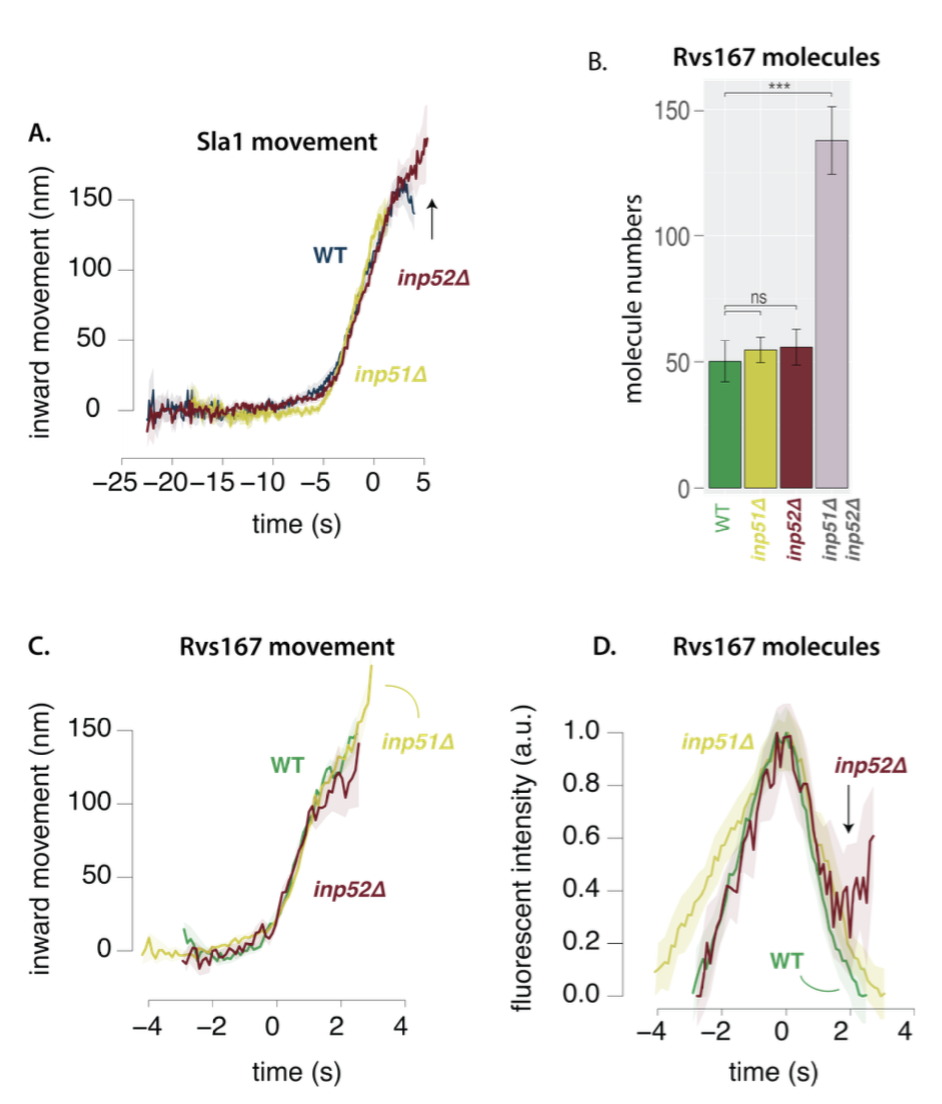 A.
Sla1 movement
inward movement (nm)
150
100
50
0
WT
inp52Δ
inp51Δ
−25 −20 −15 −10 −5 0 5
time (s)
B.
Rvs167 molecules
molecule numbers
150
100
50
0
***
ns
WT
inp51Δ
inp52Δ
inp51Δ
inp52Δ
C.
Rvs167 movement
inward movement (nm)
150
100
50
0
WT
inp51Δ
inp52Δ
−4 −2 0 2 4
time (s)
D.
Rvs167 molecules
fluorescent intensity (a.u.)
1.0
0.8
0.6
0.4
0.2
0.0
inp51Δ
inp52Δ
WT
−4 −2 0 2 4
time (s)